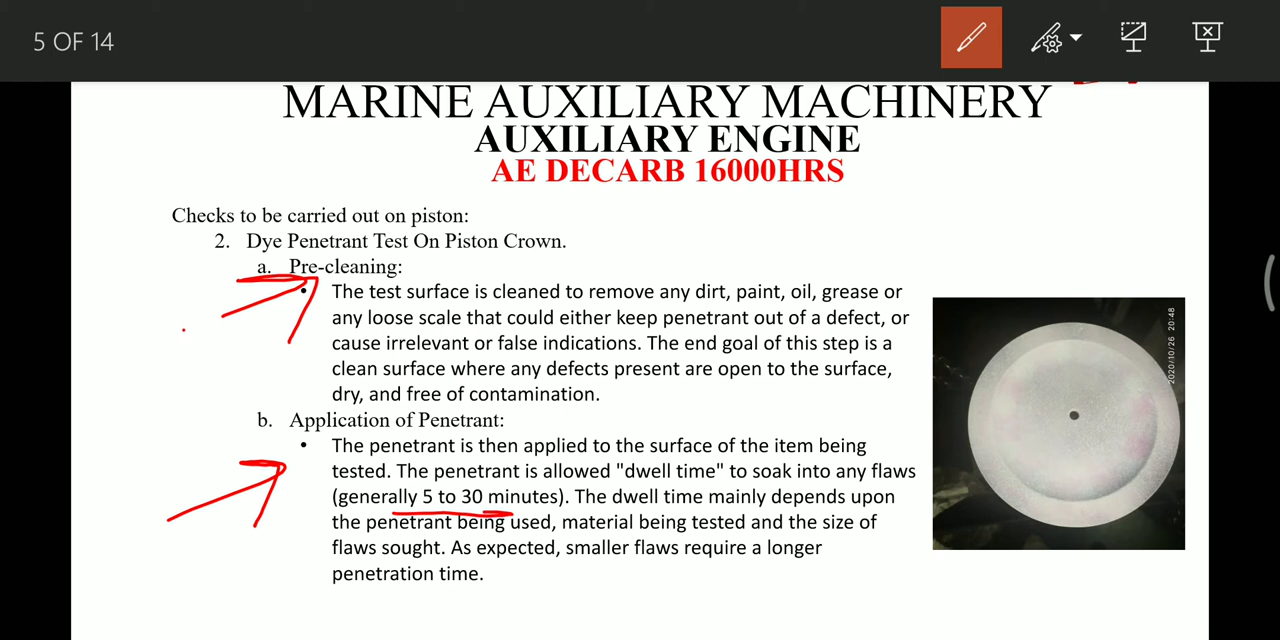 5 OF 14
MARINE AUXILIARY MACHINERY
AUXILIARY ENGINE
AE DECARB 16000HRS
Checks to be carried out on piston:
2. Dye Penetrant Test On Piston Crown.
a. Pre-cleaning:
• The test surface is cleaned to remove any dirt, paint, oil, grease or
any loose scale that could either keep penetrant out of a defect, or
cause irrelevant or false indications. The end goal of this step is a
clean surface where any defects present are open to the surface,
dry, and free of contamination.
b. Application of Penetrant:
• The penetrant is then applied to the surface of the item being
tested. The penetrant is allowed "dwell time" to soak into any flaws
(generally 5 to 30 minutes). The dwell time mainly depends upon
the penetrant being used, material being tested and the size of
flaws sought. As expected, smaller flaws require a longer
penetration time.
2020/10/26 20:48